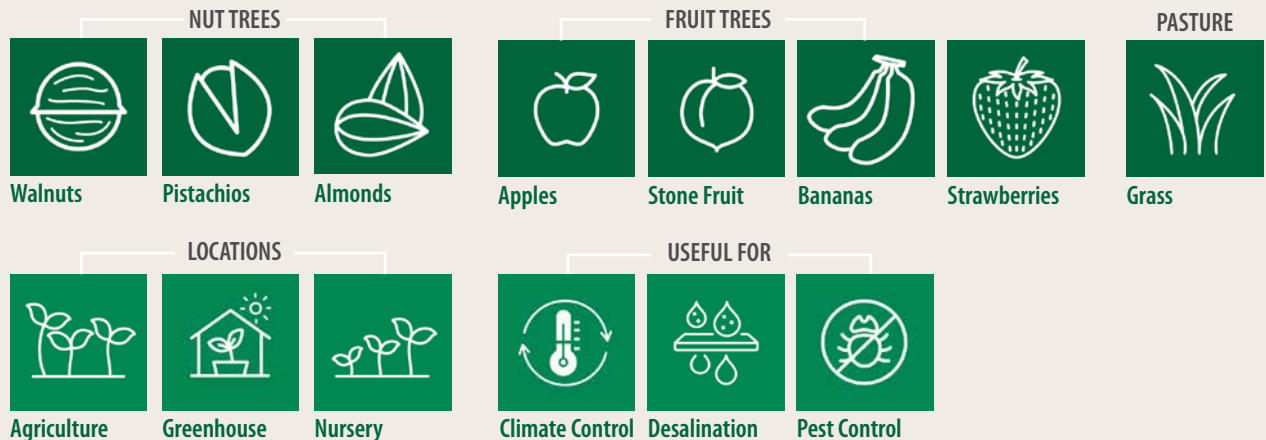 NUT TREES
FRUIT TREES
PASTURE
Walnuts
Pistachios
Almonds
Apples
Stone Fruit
Bananas
Strawberries
Grass
LOCATIONS
USEFUL FOR
Agriculture
Greenhouse
Nursery
Climate Control
Desalination
Pest Control